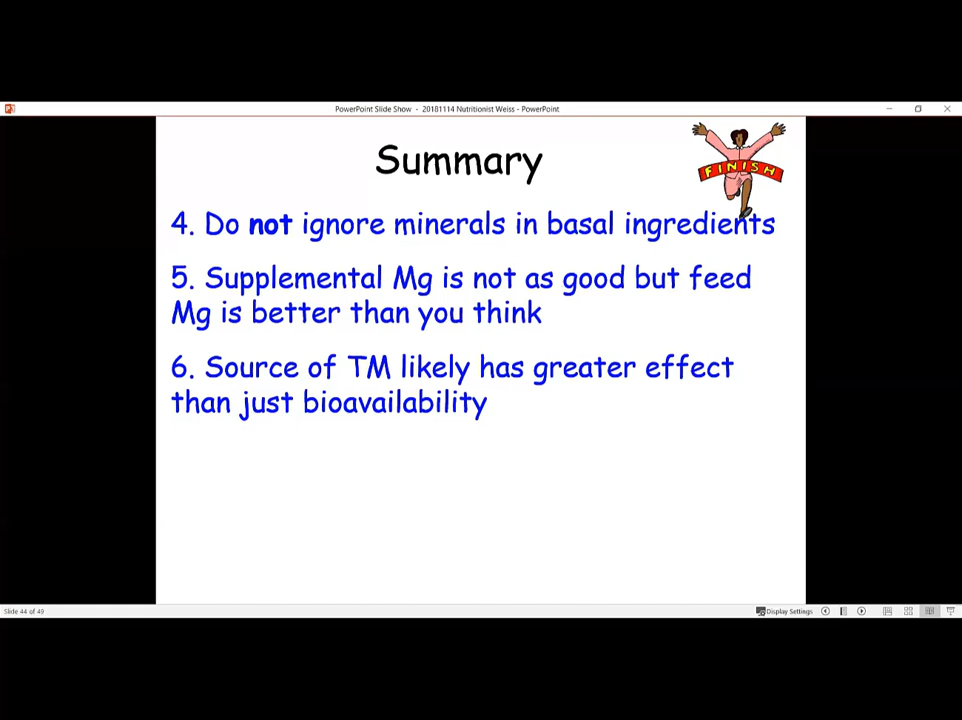 PowerPoint Slide Show - 20181114 Nutritionist Weiss - PowerPoint
Summary
FINISH
4. Do not ignore minerals in basal ingredients
5. Supplemental Mg is not as good but feed
Mg is better than you think
6. Source of TM likely has greater effect
than just bioavailability
Slide 44 of 49
Display Settings